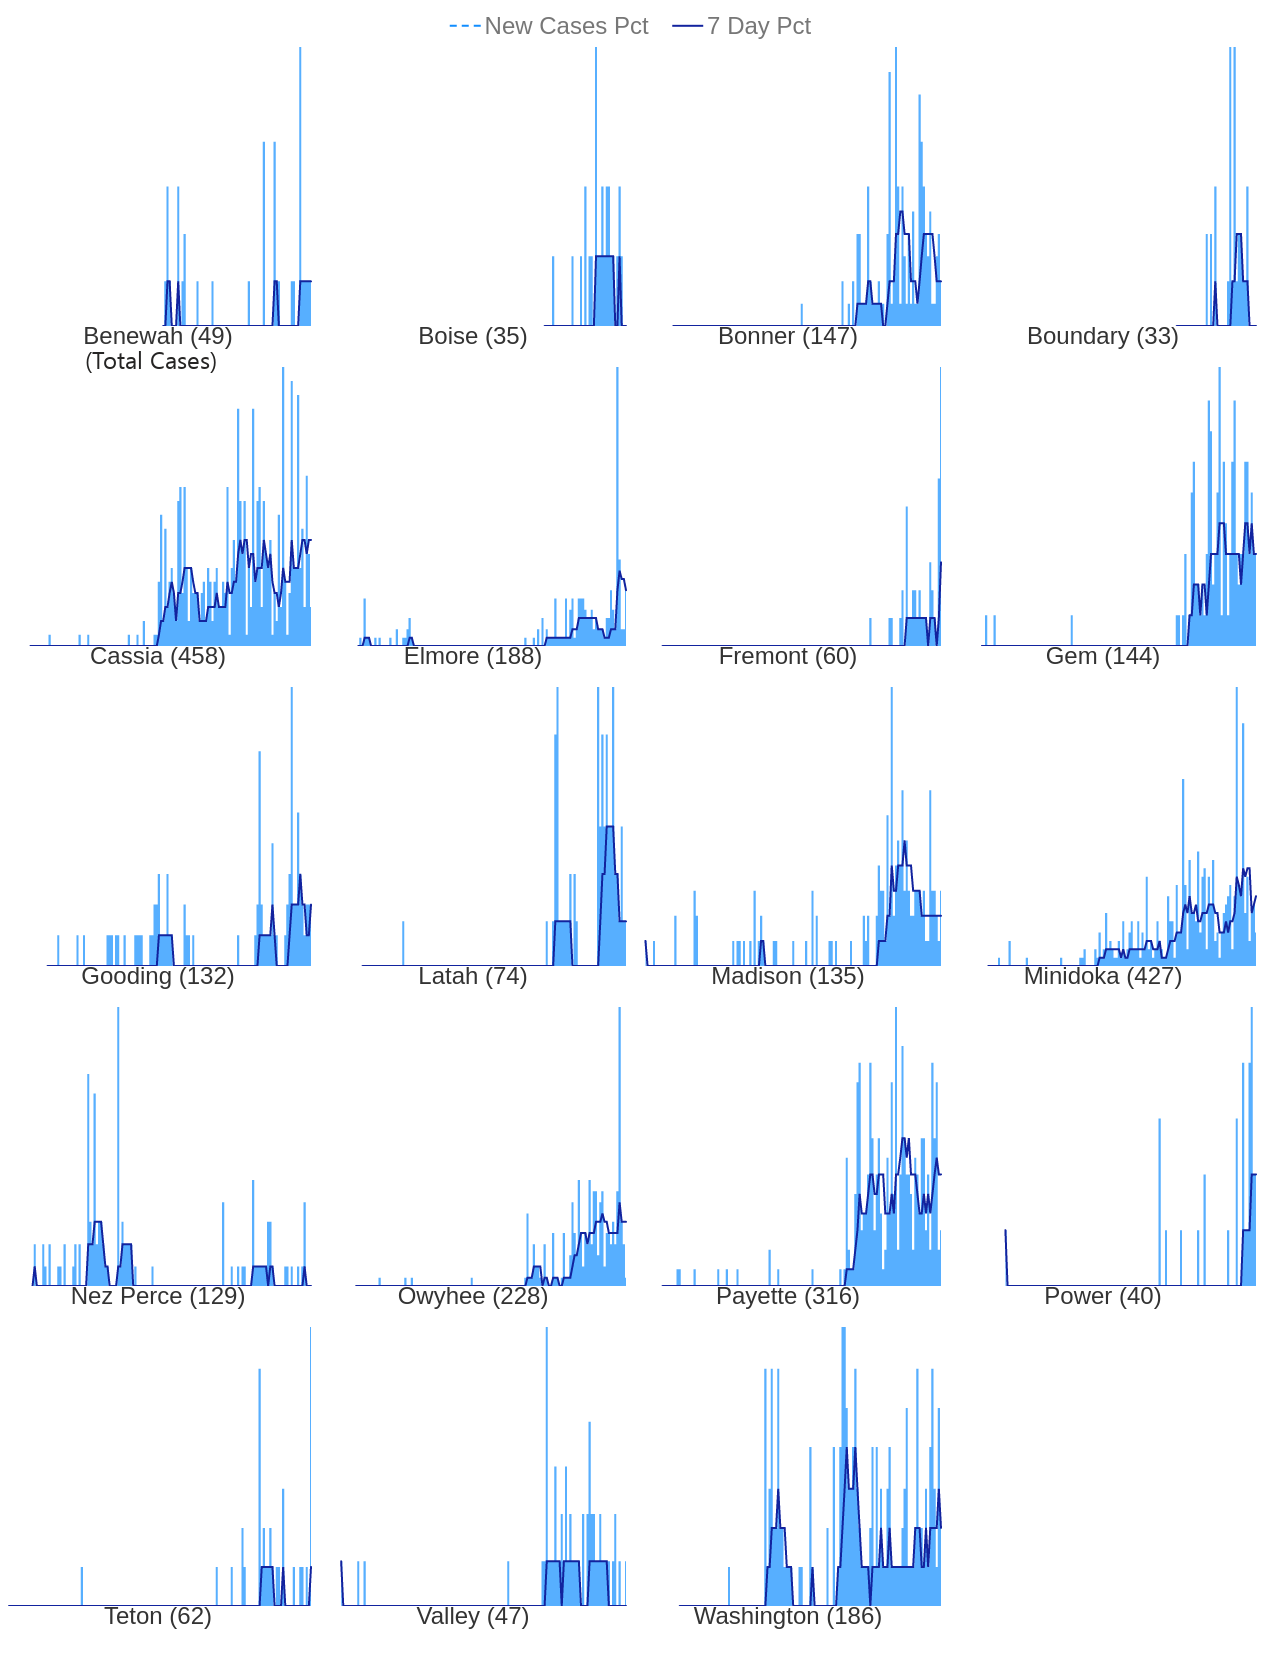 New Cases Pct 7 Day Pct
Benewah (49) Boise (35) Bonner (147) Boundary (33)
(Total Cases)
Cassia (458) Elmore (188) Fremont (60) Gem (144)
Gooding (132) Latah (74) Madison (135) Minidoka (427)
Nez Perce (129) Owyhee (228) Payette (316) Power (40)
Teton (62) Valley (47) Washington (186)